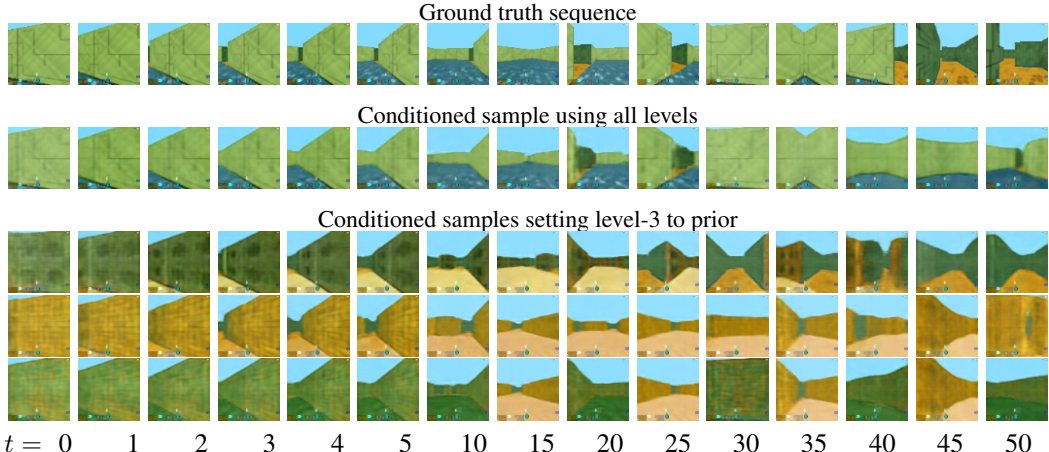 Ground truth sequence
Conditioned sample using all levels
Conditioned samples setting level-3 to prior
t = 0 1 2 3 4 5 10 15 20 25 30 35 40 45 50